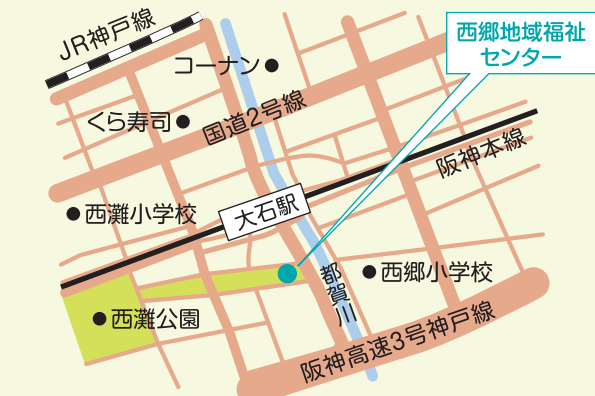 JR神戸線
西郷地域福祉
センター
コーナン
くら寿司
国道2号線
阪神本線
西灘小学校
大石駅
都賀川
西郷小学校
西灘公園
阪神高速3号神戸線